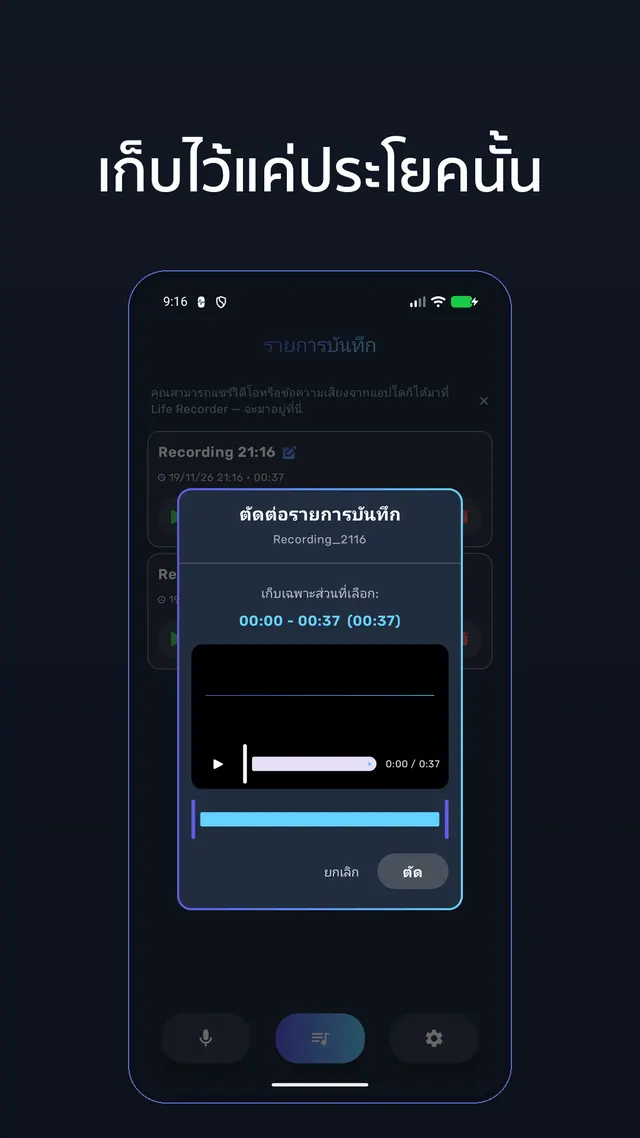 เก็บไว้แค่ประโยคนั้น
9:16
รายการบันทึก
คุณสามารถแชร์วิดีโอหรือข้อความเสียงจากแอปใดก็ได้มาที่
Life Recorder — จะมาอยู่ที่นี่
Recording 21:16
19/11/26 21:16 • 00:37
ตัดต่อรายการบันทึก
Recording_2116
Re
19
เก็บเฉพาะส่วนที่เลือก:
00:00 - 00:37 (00:37)
0:00 / 0:37
ยกเลิก
ตัด